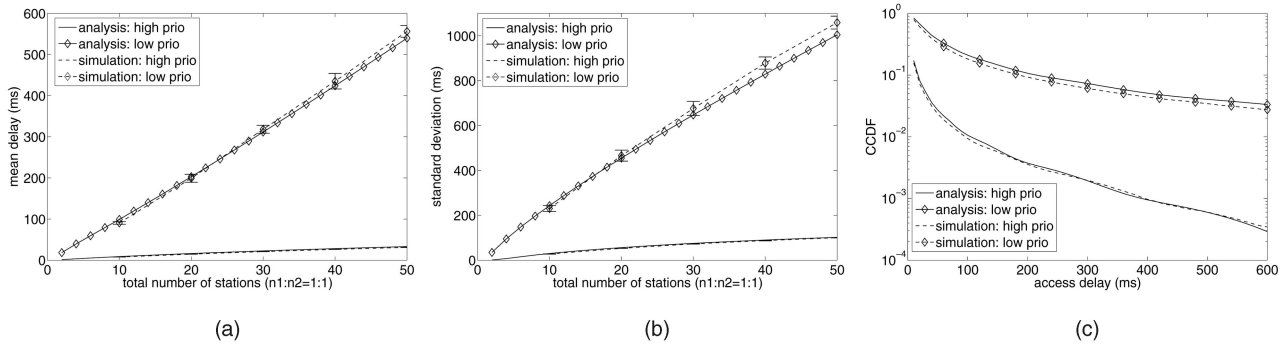 600
500
400
300
200
100
0
mean delay (ms)
analysis: high prio
analysis: low prio
simulation: high prio
simulation: low prio
0 10 20 30 40 50
total number of stations (n1:n2=1:1)
(a)
1000
800
600
400
200
0
standard deviation (ms)
analysis: high prio
analysis: low prio
simulation: high prio
simulation: low prio
0 10 20 30 40 50
total number of stations (n1:n2=1:1)
(b)
10⁰
10⁻¹
10⁻²
10⁻³
10⁻⁴
CCDF
analysis: high prio
analysis: low prio
simulation: high prio
simulation: low prio
0 100 200 300 400 500 600
access delay (ms)
(c)